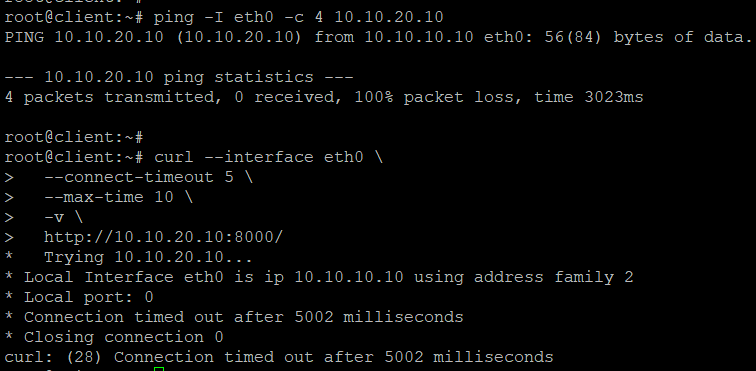 root@client:~#
root@client:~# ping -I eth0 -c 4 10.10.20.10
PING 10.10.20.10 (10.10.20.10) from 10.10.10.10 eth0: 56(84) bytes of data.

--- 10.10.20.10 ping statistics ---
4 packets transmitted, 0 received, 100% packet loss, time 3023ms

root@client:~#
root@client:~# curl --interface eth0 \
>   --connect-timeout 5 \
>   --max-time 10 \
>   -v \
>   http://10.10.20.10:8000/
*   Trying 10.10.20.10...
* Local Interface eth0 is ip 10.10.10.10 using address family 2
* Local port: 0
* Connection timed out after 5002 milliseconds
* Closing connection 0
curl: (28) Connection timed out after 5002 milliseconds